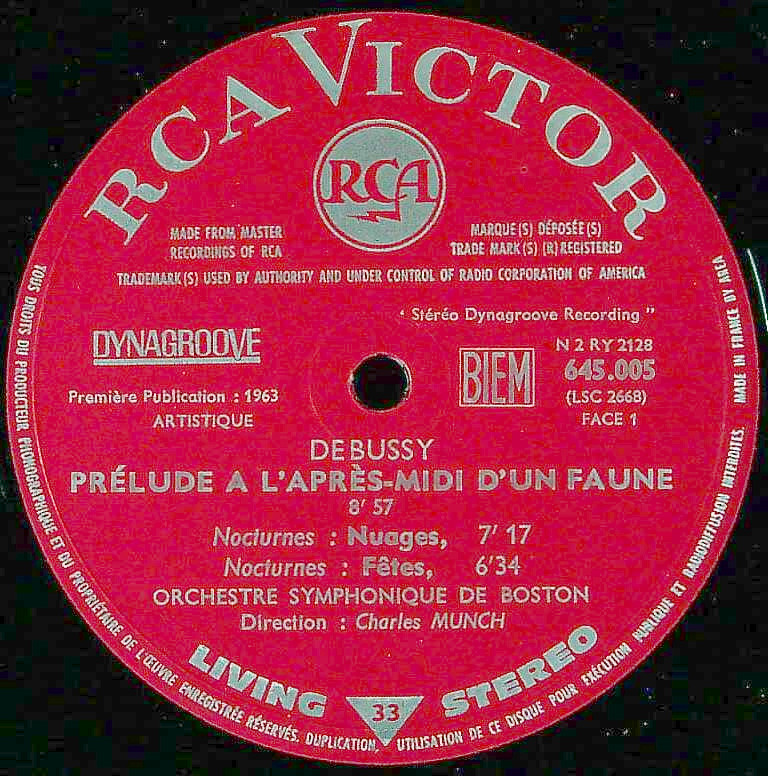 RCA VICTOR
RCA
MADE FROM MASTER
RECORDINGS OF RCA
MARQUE(S) DÉPOSÉE(S)
TRADE MARK(S) (R) REGISTERED
TRADEMARK(S) USED BY AUTHORITY AND UNDER CONTROL OF RADIO CORPORATION OF AMERICA
‘ Stéréo Dynagroove Recording ”
DYNAGROOVE
BIEM
N 2 RY 2128
645.005
(LSC 2668)
FACE 1
Première Publication : 1963
ARTISTIQUE
DEBUSSY
PRÉLUDE A L'APRÈS-MIDI D'UN FAUNE
8' 57
Nocturnes : Nuages, 7' 17
Nocturnes : Fêtes, 6'34
ORCHESTRE SYMPHONIQUE DE BOSTON
Direction : Charles MUNCH
LIVING 33 STEREO
TOUS DROITS DU PRODUCTEUR PHONOGRAPHIQUE ET DU PROPRIÉTAIRE DE L'ŒUVRE ENREGISTRÉE RÉSERVÉS. DUPLICATION, UTILISATION DE CE DISQUE POUR EXÉCUTION PUBLIQUE ET RADIODIFFUSION INTERDITES. MADE IN FRANCE BY AREA